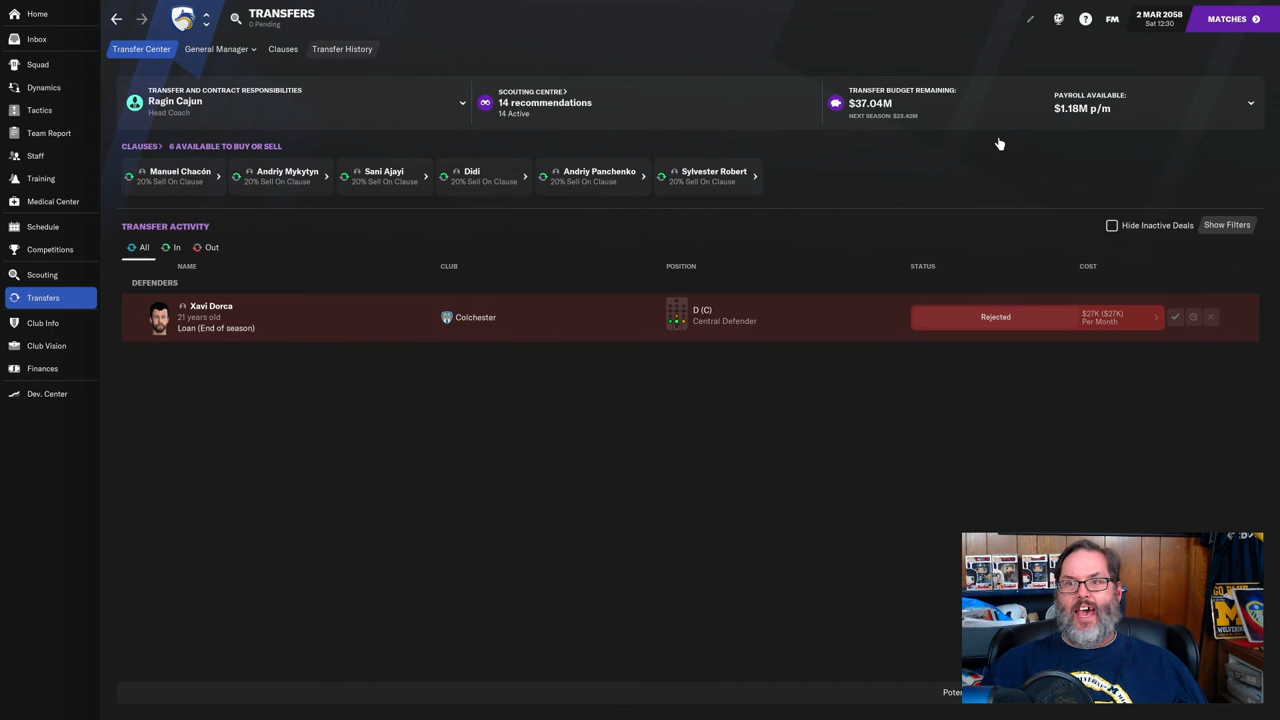 Home
TRANSFERS
0 Pending
FM
2 MAR 2058
Sat 12:30
MATCHES
Inbox
Transfer Center
General Manager
Clauses
Transfer History
Squad
Dynamics
Tactics
Team Report
Staff
Training
Medical Center
Schedule
Competitions
Scouting
Transfers
Club Info
Club Vision
Finances
Dev. Center
TRANSFER AND CONTRACT RESPONSIBILITIES
Ragin Cajun
Head Coach
SCOUTING CENTRE>
14 recommendations
14 Active
TRANSFER BUDGET REMAINING:
$37.04M
NEXT SEASON: $23.42M
PAYROLL AVAILABLE:
$1.18M p/m
CLAUSES> 6 AVAILABLE TO BUY OR SELL
Manuel Chacón
20% Sell On Clause
Andriy Mykytyn
20% Sell On Clause
Sani Ajayi
20% Sell On Clause
Didi
20% Sell On Clause
Andriy Panchenko
20% Sell On Clause
Sylvester Robert
20% Sell On Clause
TRANSFER ACTIVITY
Hide Inactive Deals
Show Filters
All
In
Out
NAME CLUB POSITION STATUS COST
DEFENDERS
Xavi Dorca
21 years old
Loan (End of season)
Colchester
D (C)
Central Defender
Rejected
$27K ($27K)
Per Month
GO BLUE
M
WOLVERINES